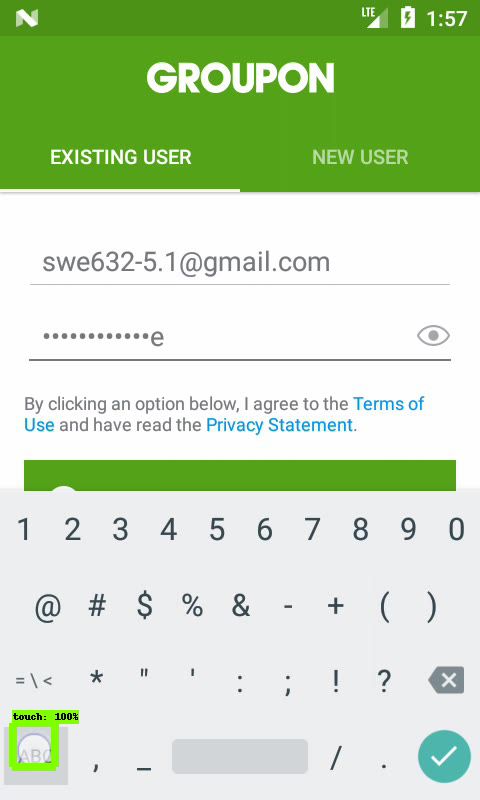 LTE 1:57
GROUPON
EXISTING USER NEW USER
swe632-5.1@gmail.com
••••••••••••e
By clicking an option below, I agree to the Terms of
Use and have read the Privacy Statement.
1 2 3 4 5 6 7 8 9 0
@ # $ % & - + ( )
= \ < * " ' : ; ! ?
touch: 100%
ABC , _ / .